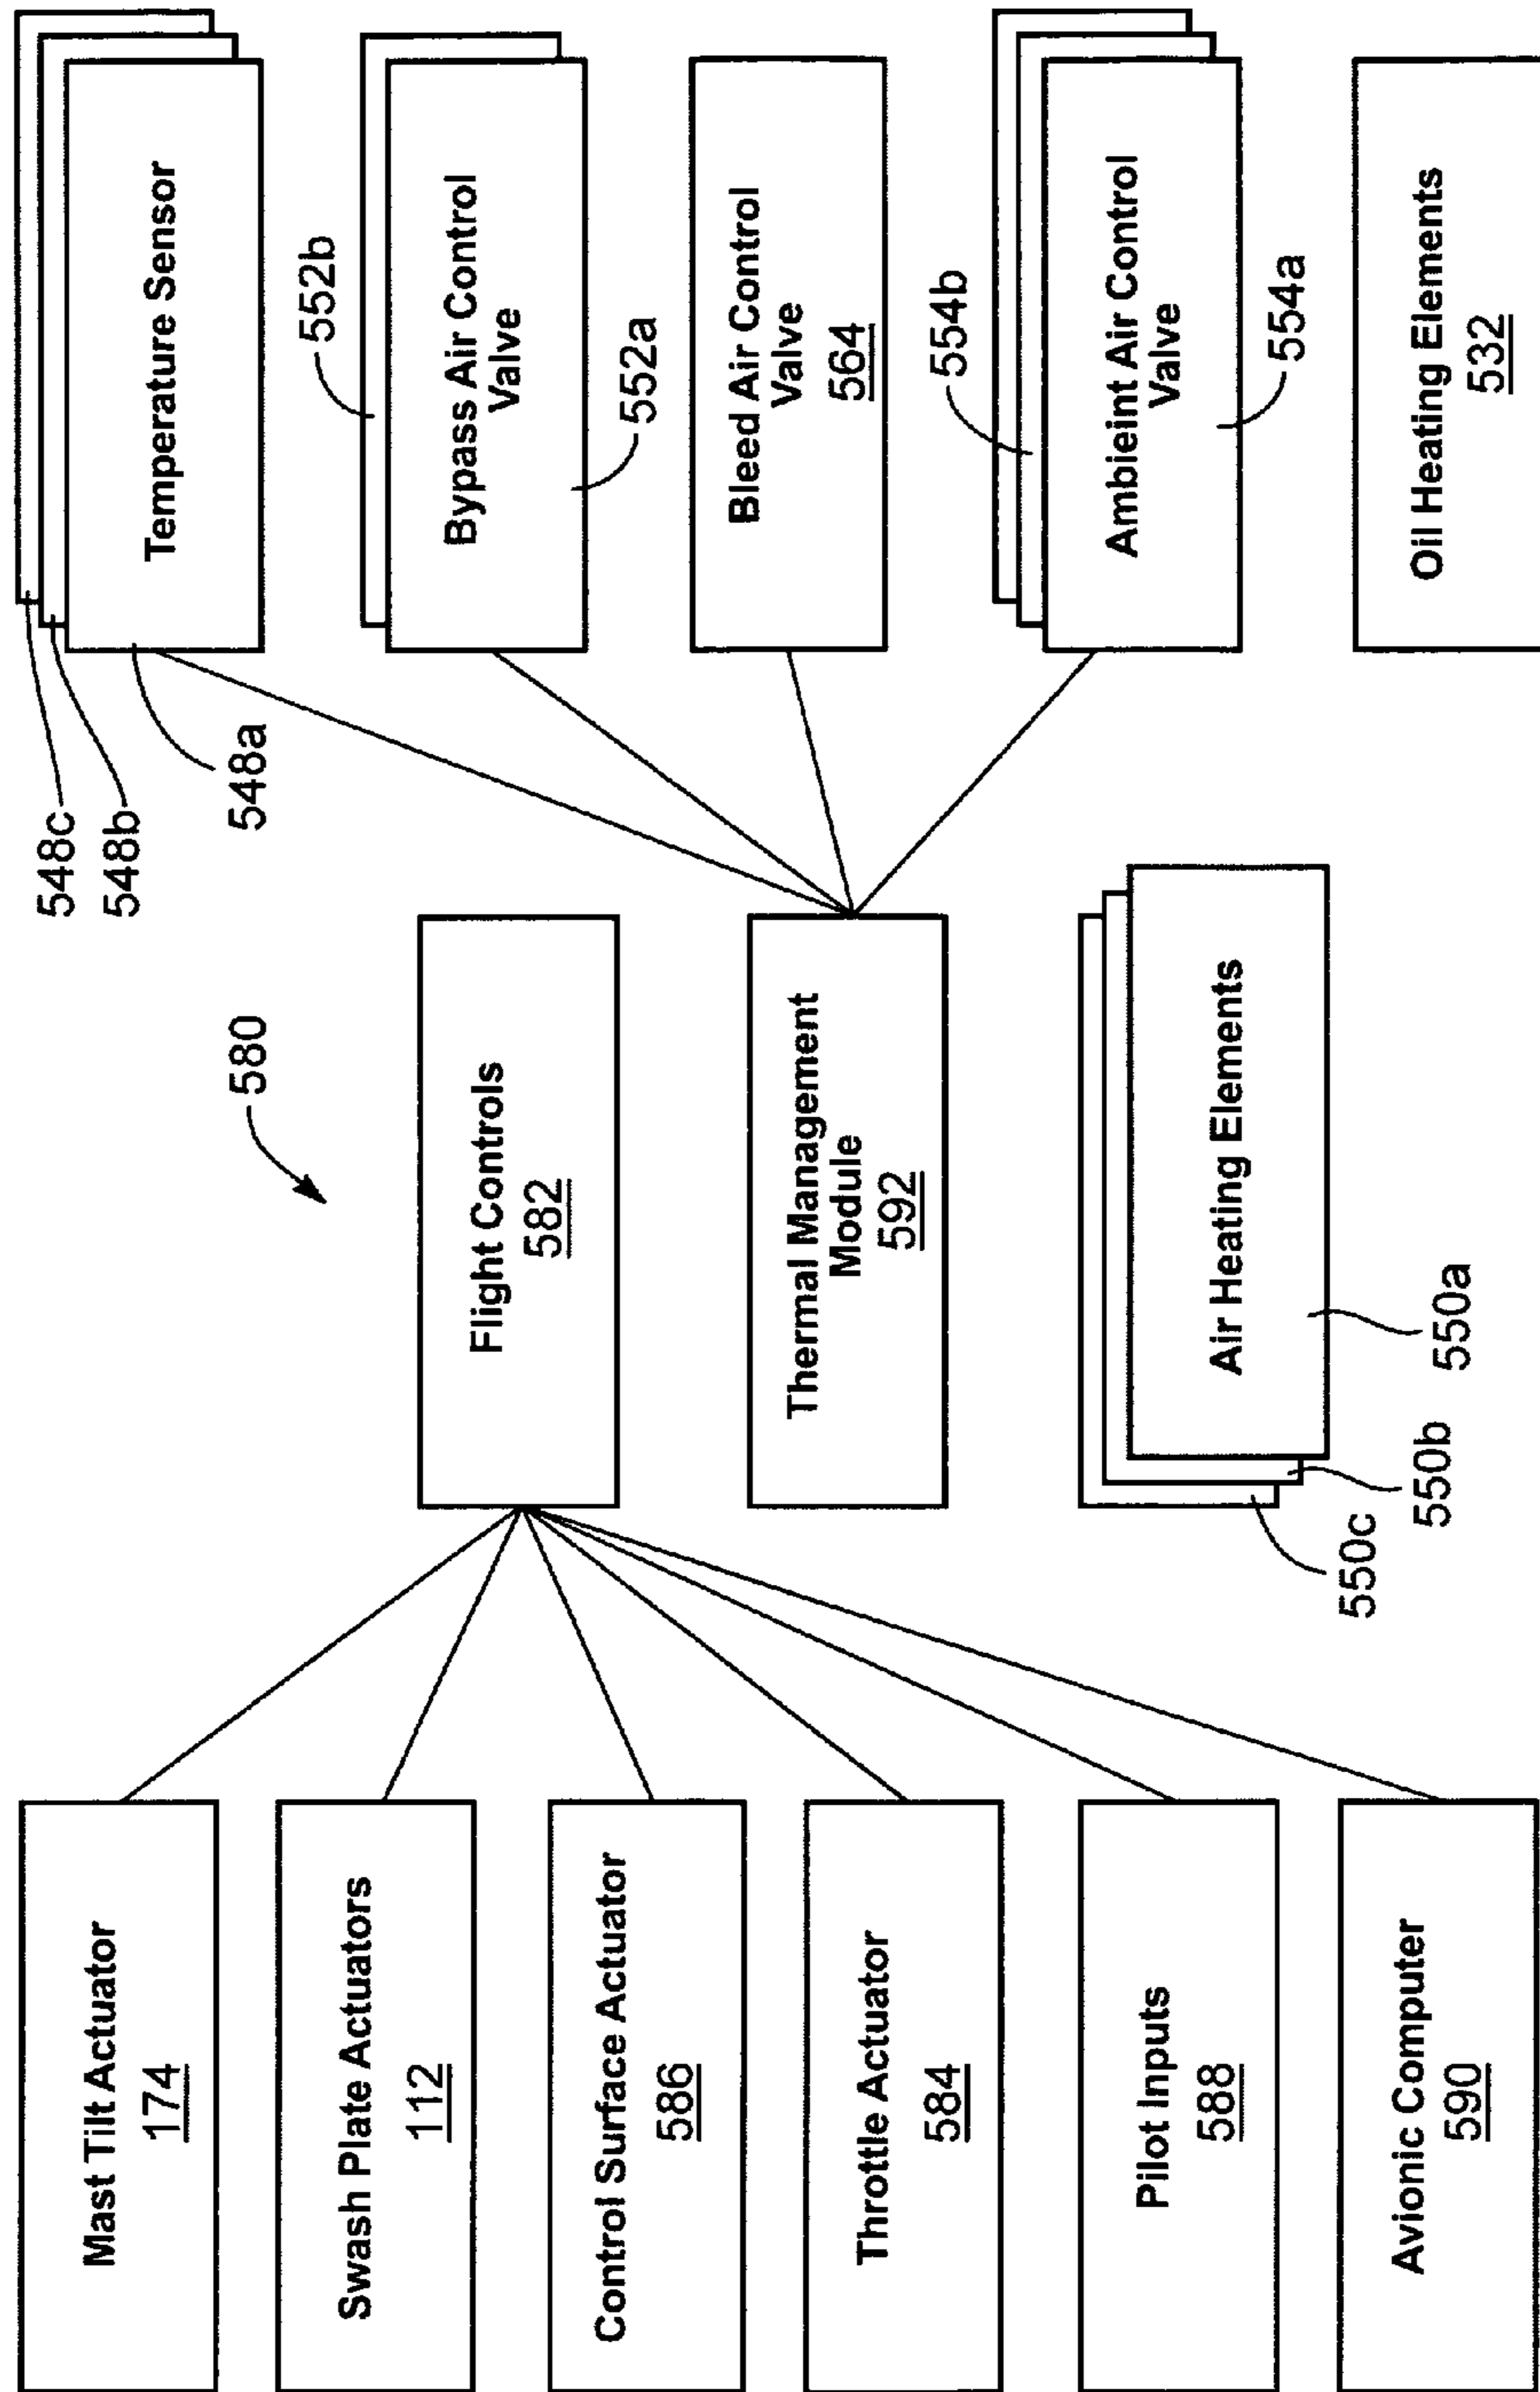 Mast Tilt Actuator
174
Swash Plate Actuators
112
Control Surface Actuator
586
Throttle Actuator
584
Pilot Inputs
588
Avionic Computer
590
580
Flight Controls
582
Thermal Management
Module
592
Air Heating Elements
550a
550b
550c
548c
548b
548a
Temperature Sensor
552b
Bypass Air Control
Valve
552a
Bleed Air Control
Valve
564
554b
Ambieint Air Control
Valve
554a
Oil Heating Elements
532